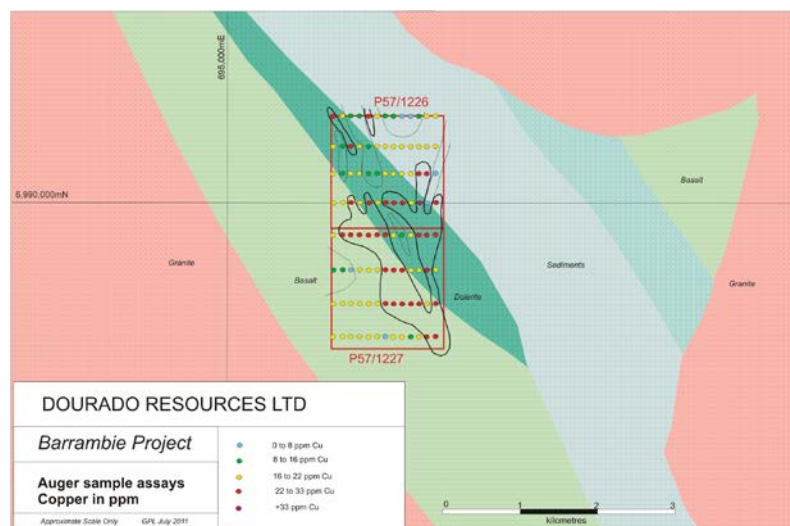 695,000mE
P57/1226
6,990,000mN
Basalt
Granite
Sediments
Basalt
Dolerite
Granite
P57/1227
DOURADO RESOURCES LTD
Barrambie Project
Auger sample assays
Copper in ppm
Approximate Scale Only GPL July 2011
0 to 8 ppm Cu
8 to 16 ppm Cu
16 to 22 ppm Cu
22 to 33 ppm Cu
+33 ppm Cu
0 1 2 3
kilometres